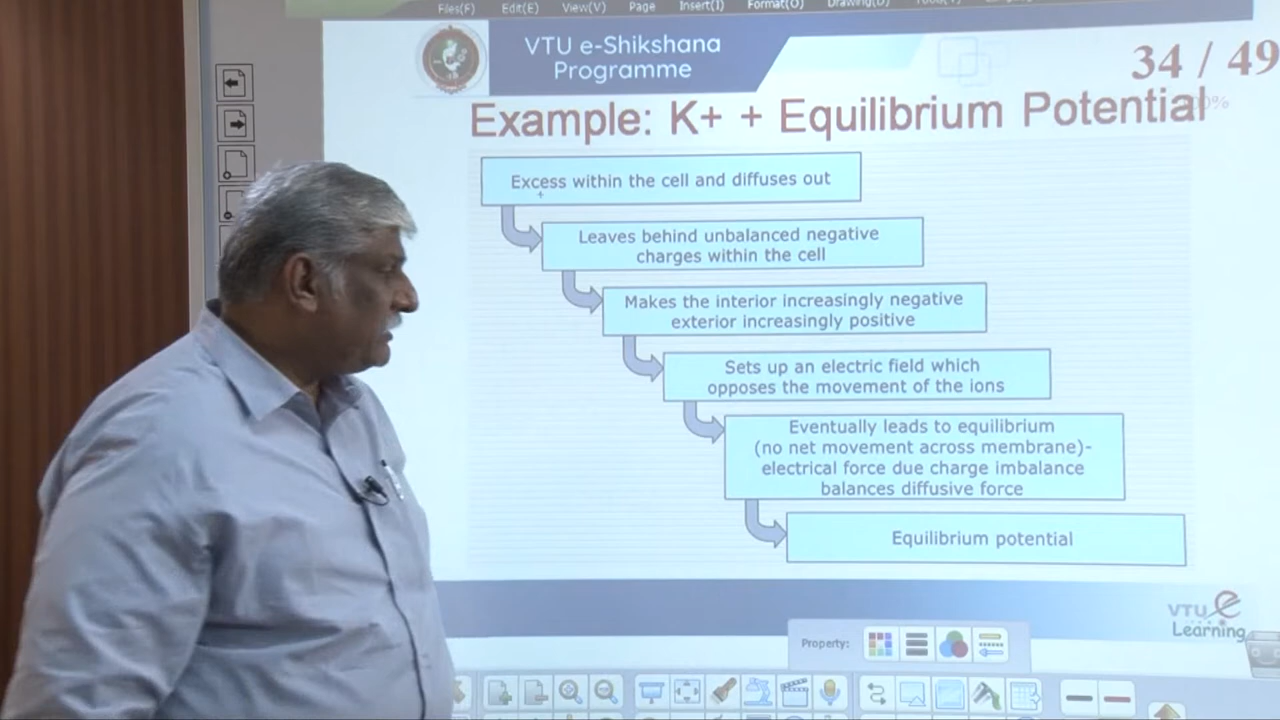 Files(F) Edit(E) View(V) Page Insert(I) Format(O) Drawing(D)
VTU e-Shikshana
Programme
34 / 49
Example: K+ + Equilibrium Potential
Excess within the cell and diffuses out
Leaves behind unbalanced negative
charges within the cell
Makes the interior increasingly negative
exterior increasingly positive
Sets up an electric field which
opposes the movement of the ions
Eventually leads to equilibrium
(no net movement across membrane)-
electrical force due charge imbalance
balances diffusive force
Equilibrium potential
VTU e
Learning
Property: